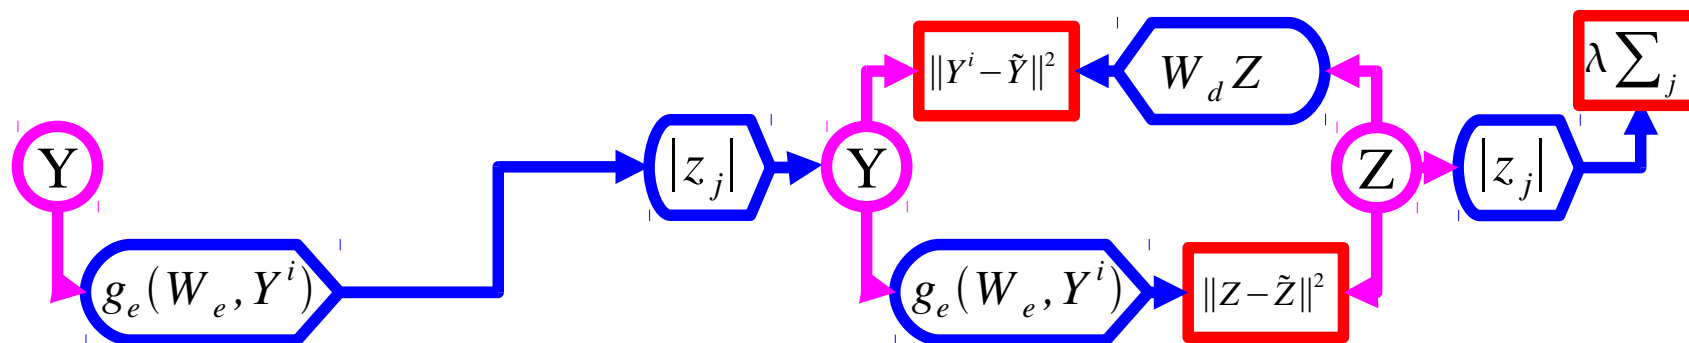 ‖Y^i − Ỹ‖²
W_d Z
λ ∑_j
Y
|z_j|
Y
Z
|z_j|
g_e(W_e, Y^i)
g_e(W_e, Y^i)
‖Z − Z̃‖²